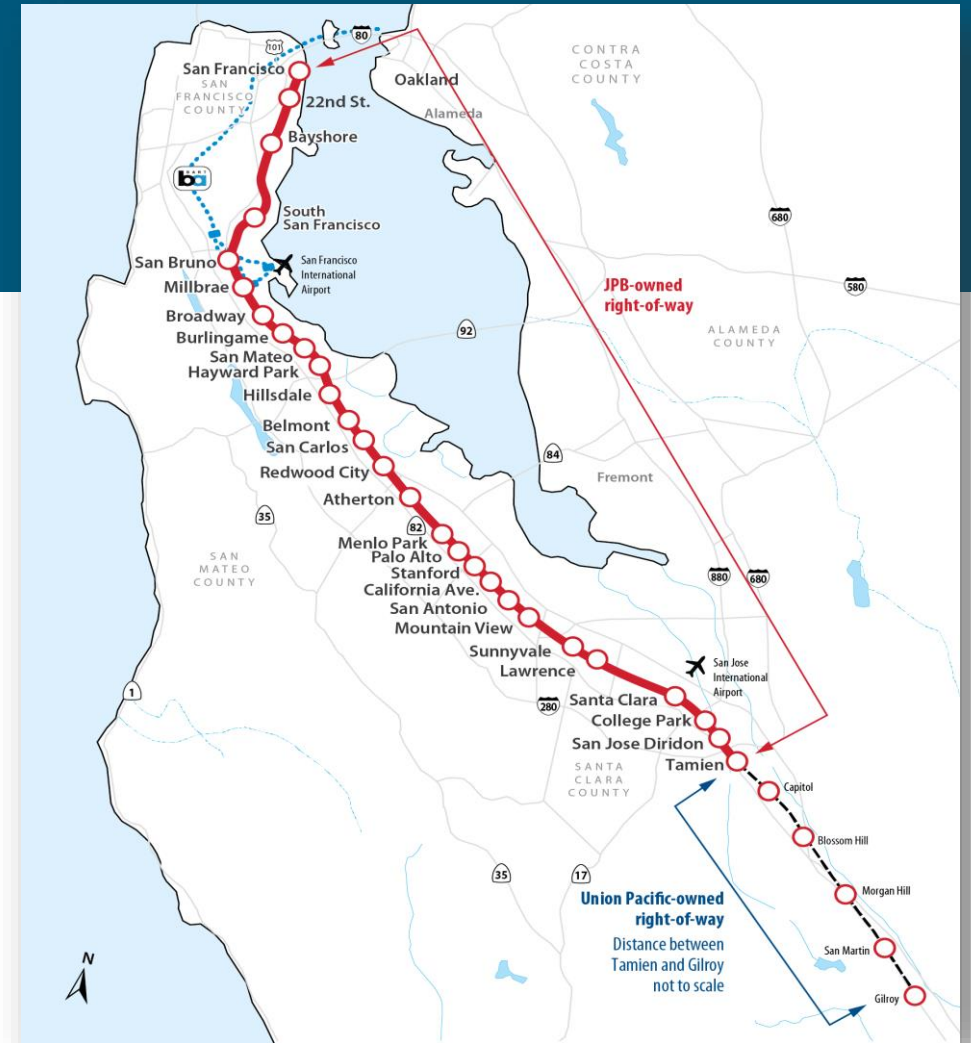 80
101
CONTRA
COSTA
COUNTY
San Francisco
SAN
FRANCISCO
COUNTY
Oakland
22nd St.
Alameda
Bayshore
BART
ba
680
South
San Francisco
San Bruno
San Francisco
International
Airport
Millbrae
JPB-owned
right-of-way
580
Broadway
92
ALAMEDA
COUNTY
Burlingame
San Mateo
Hayward Park
Hillsdale
Belmont
San Carlos
84
Redwood City
Fremont
Atherton
35
82
Menlo Park
SAN
MATEO
COUNTY
Palo Alto
Stanford
880
680
California Ave.
San Antonio
Mountain View
Sunnyvale
Lawrence
San Jose
International
Airport
1
280
Santa Clara
College Park
San Jose Diridon
SANTA
CLARA
COUNTY
Tamien
Capitol
Blossom Hill
35
17
Morgan Hill
Union Pacific-owned
right-of-way
Distance between
Tamien and Gilroy
not to scale
San Martin
N
Gilroy